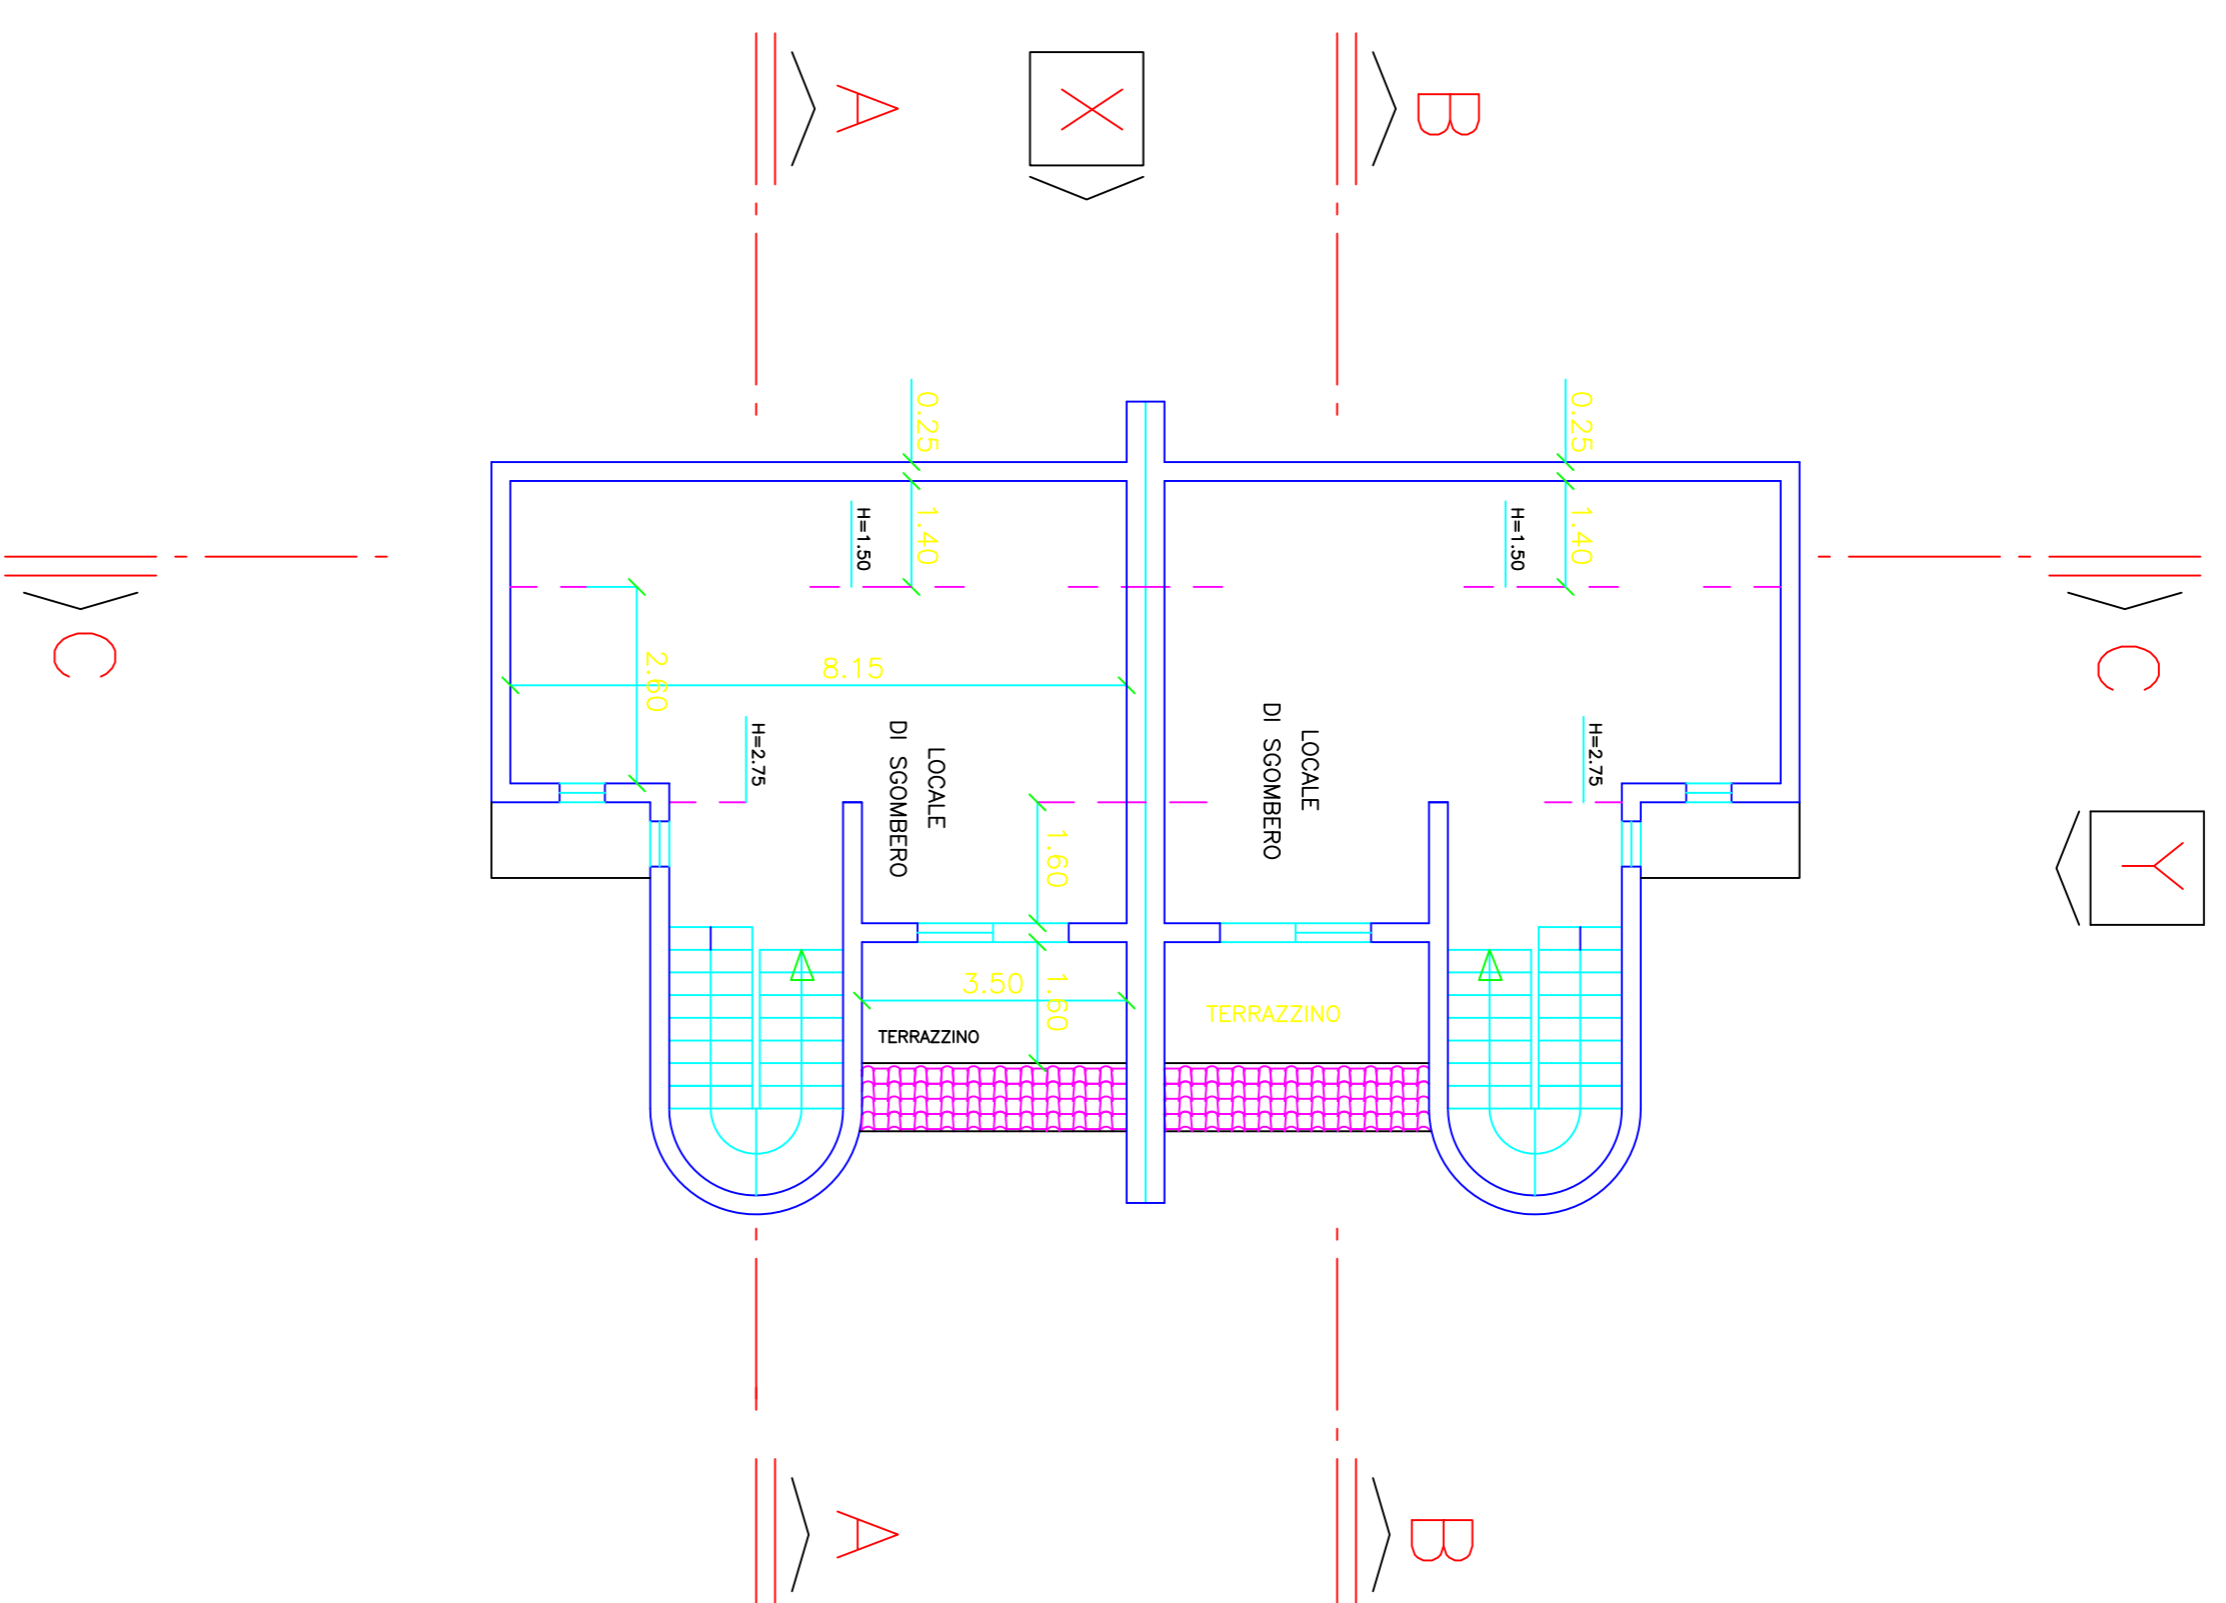 A
X
B
0.25
0.25
1.40
H=1.50
1.40
H=1.50
C
C
2.60
8.15
H=2.75
LOCALE
DI SGOMBERO
LOCALE
DI SGOMBERO
H=2.75
Y
1.60
3.50
1.60
TERRAZZINO
TERRAZZINO
A
B